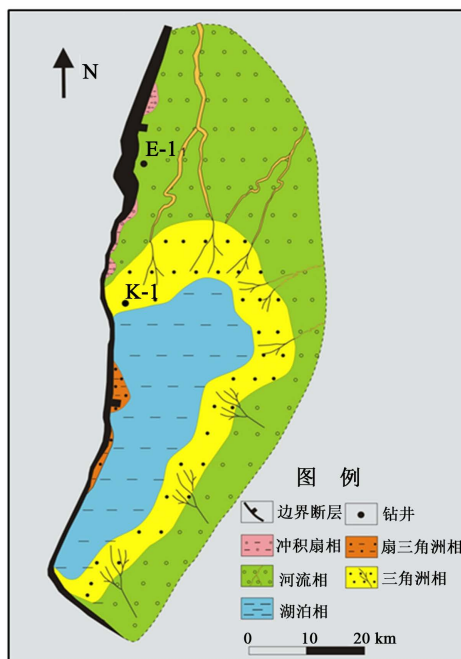 N
E-1
K-1
图 例
边界断层 钻井
冲积扇相 扇三角洲相
河流相 三角洲相
湖泊相
0 10 20 km